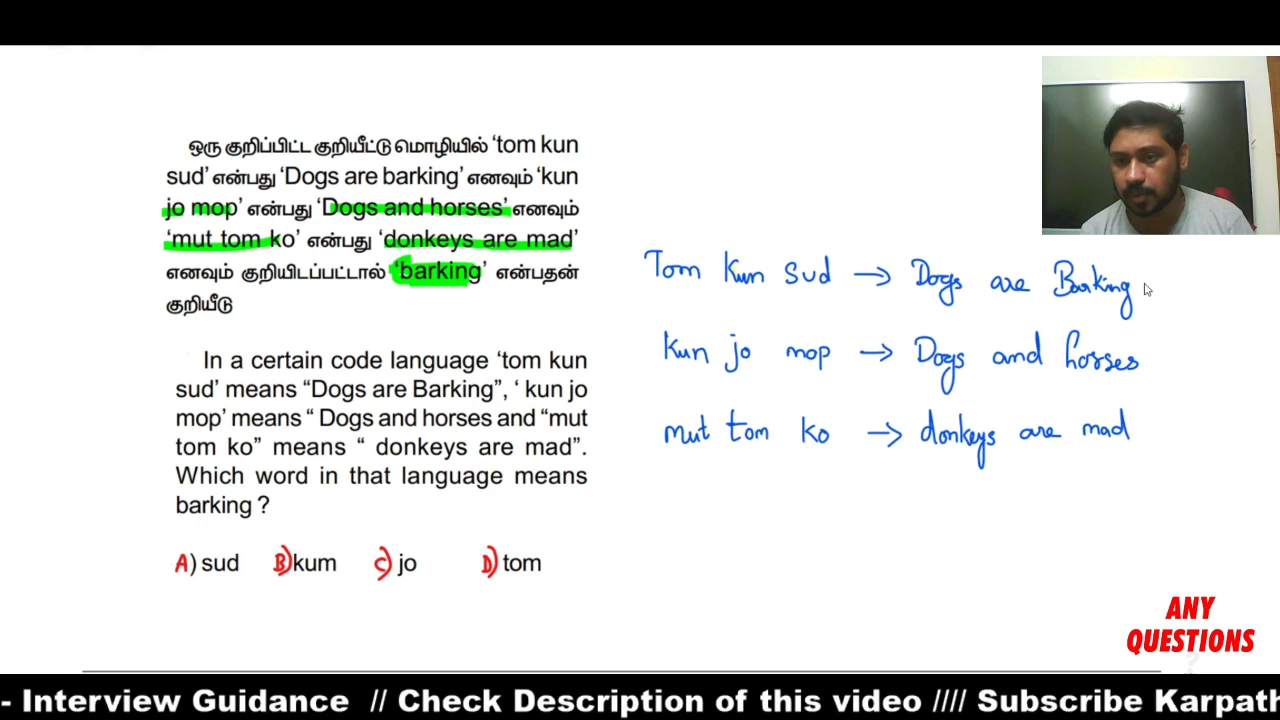 ஒரு குறிப்பிட்ட குறியீட்டு மொழியில் ‘tom kun
sud’ என்பது ‘Dogs are barking’ எனவும் ‘kun
jo mop’ என்பது ‘Dogs and horses’ எனவும்
‘mut tom ko’ என்பது ‘donkeys are mad’
எனவும் குறியிடப்பட்டால் ‘barking’ என்பதன்
குறியீடு
In a certain code language ‘tom kun
sud’ means “Dogs are Barking”, ‘ kun jo
mop’ means “ Dogs and horses and “mut
tom ko” means “ donkeys are mad”.
Which word in that language means
barking ?
A) sud B) kum C) jo D) tom
Tom Kun Sud → Dogs are Barking
Kun jo mop → Dogs and horses
mut tom ko → donkeys are mad
ANY
QUESTIONS
- Interview Guidance // Check Description of this video //// Subscribe Karpath